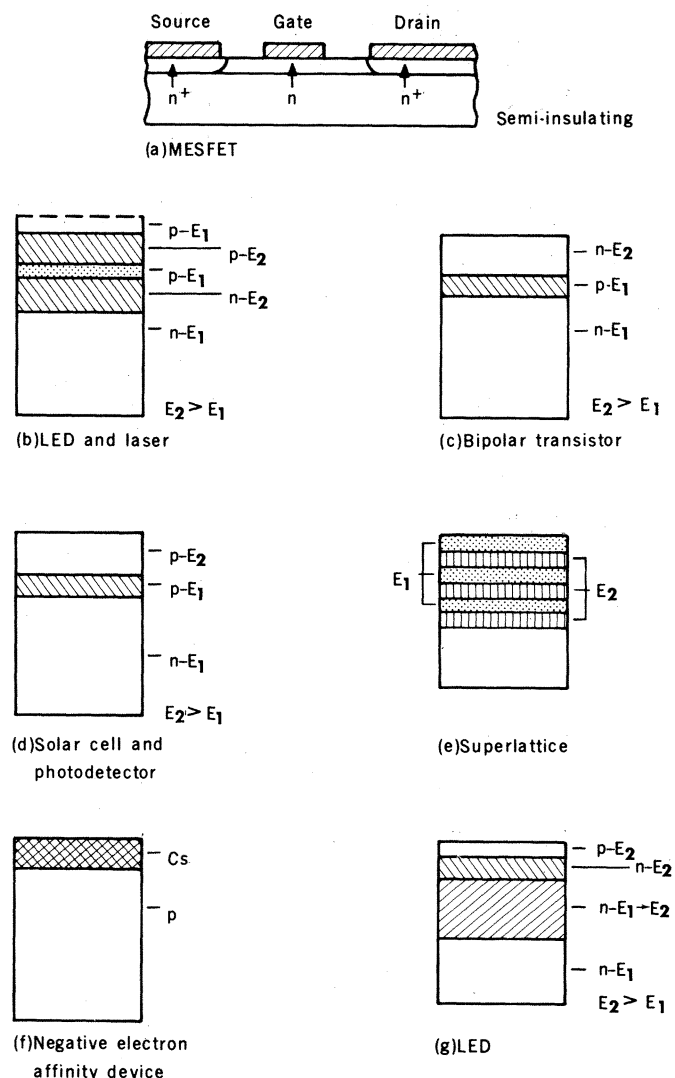 Source Gate Drain
n+ n n+
Semi-insulating
(a)MESFET
p-E1
p-E2
p-E1
n-E2
n-E1
E2 > E1
(b)LED and laser
n-E2
p-E1
n-E1
E2 > E1
(c)Bipolar transistor
p-E2
p-E1
n-E1
E2 > E1
(d)Solar cell and
photodetector
E1 E2
(e)Superlattice
Cs
p
(f)Negative electron
affinity device
p-E2
n-E2
n-E1→E2
n-E1
E2 > E1
(g)LED